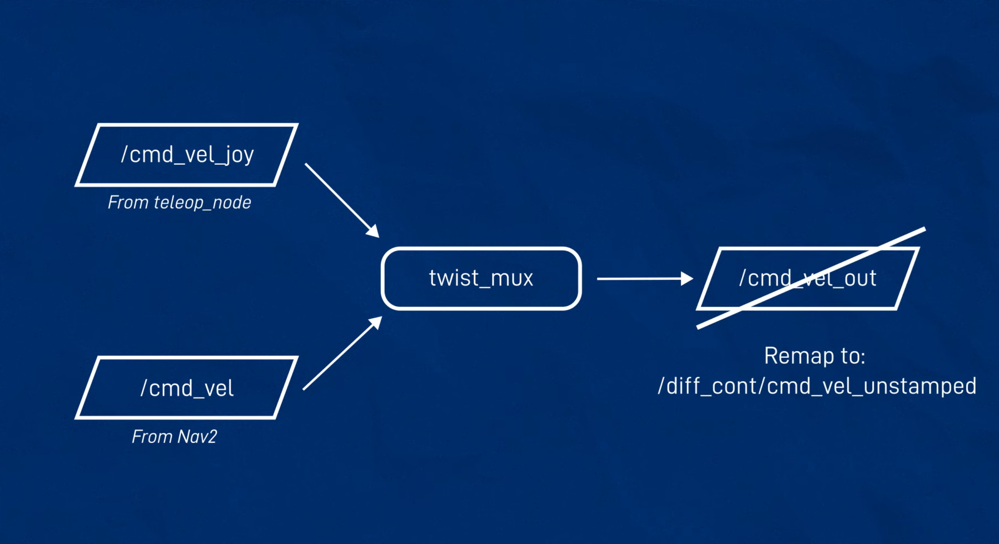 /cmd_vel_joy
From teleop_node
twist_mux
/cmd_vel_out
Remap to:
/diff_cont/cmd_vel_unstamped
/cmd_vel
From Nav2